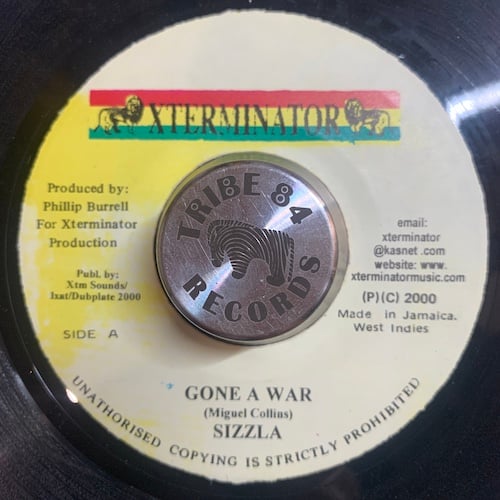 XTERMINATOR
Produced by:
Phillip Burrell
For Xterminator
Production
Publ. by:
Xtm Sounds/
Ixat/Dubplate 2000
SIDE A
TRIBE 84
RECORDS
email:
xterminator
@kasnet .com
website: www.
xterminatormusic.com
(P)(C) 2000
Made in Jamaica.
West Indies
GONE A WAR
(Miguel Collins)
SIZZLA
UNATHORISED COPYING IS STRICTLY PROHIBITED